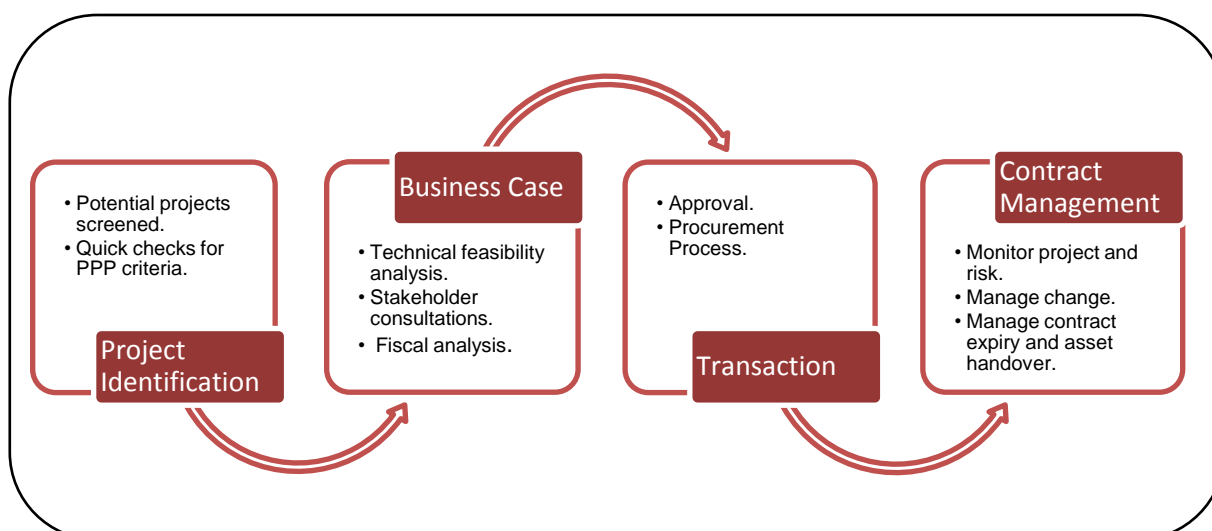 • Potential projects
screened.
• Quick checks for
PPP criteria.
Project
Identification
Business Case
• Technical feasibility
analysis.
• Stakeholder
consultations.
• Fiscal analysis.
• Approval.
• Procurement
Process.
Transaction
Contract
Management
• Monitor project and
risk.
• Manage change.
• Manage contract
expiry and asset
handover.